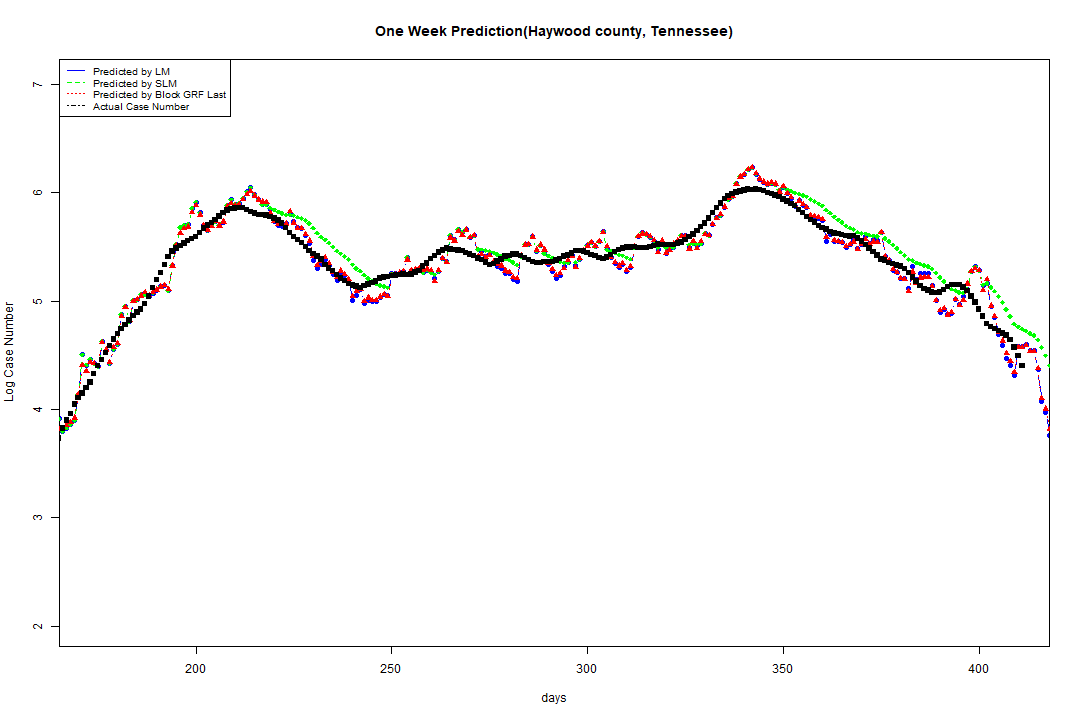 One Week Prediction(Haywood county, Tennessee)
Predicted by LM
Predicted by SLM
Predicted by Block GRF Last
Actual Case Number
7
6
5
4
3
2
Log Case Number
200 250 300 350 400
days